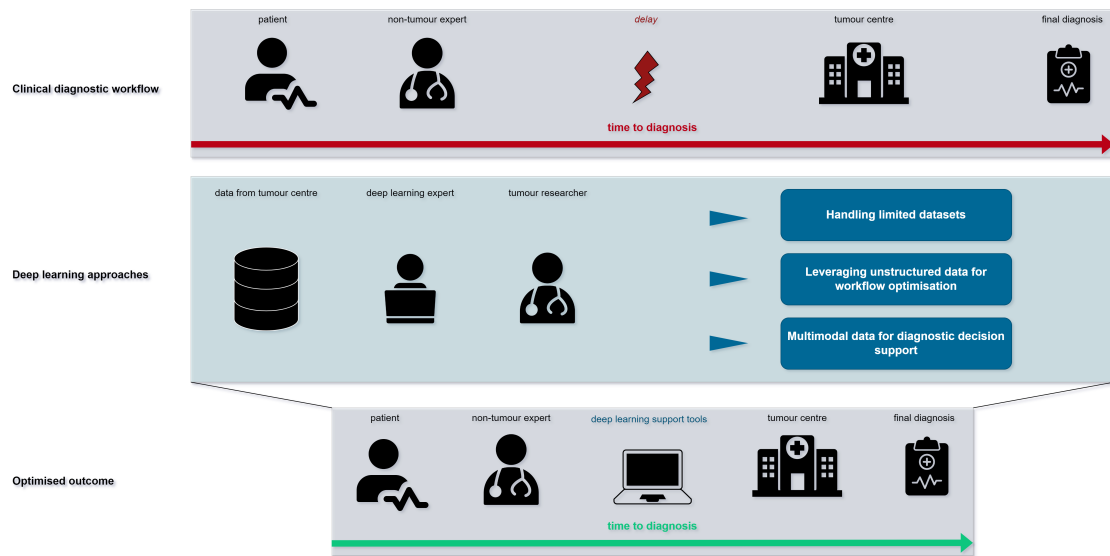 patient
non-tumour expert
delay
tumour centre
final diagnosis
Clinical diagnostic workflow
time to diagnosis
data from tumour centre
deep learning expert
tumour researcher
Handling limited datasets
Deep learning approaches
Leveraging unstructured data for
workflow optimisation
Multimodal data for diagnostic decision
support
patient
non-tumour expert
deep learning support tools
tumour centre
final diagnosis
Optimised outcome
time to diagnosis